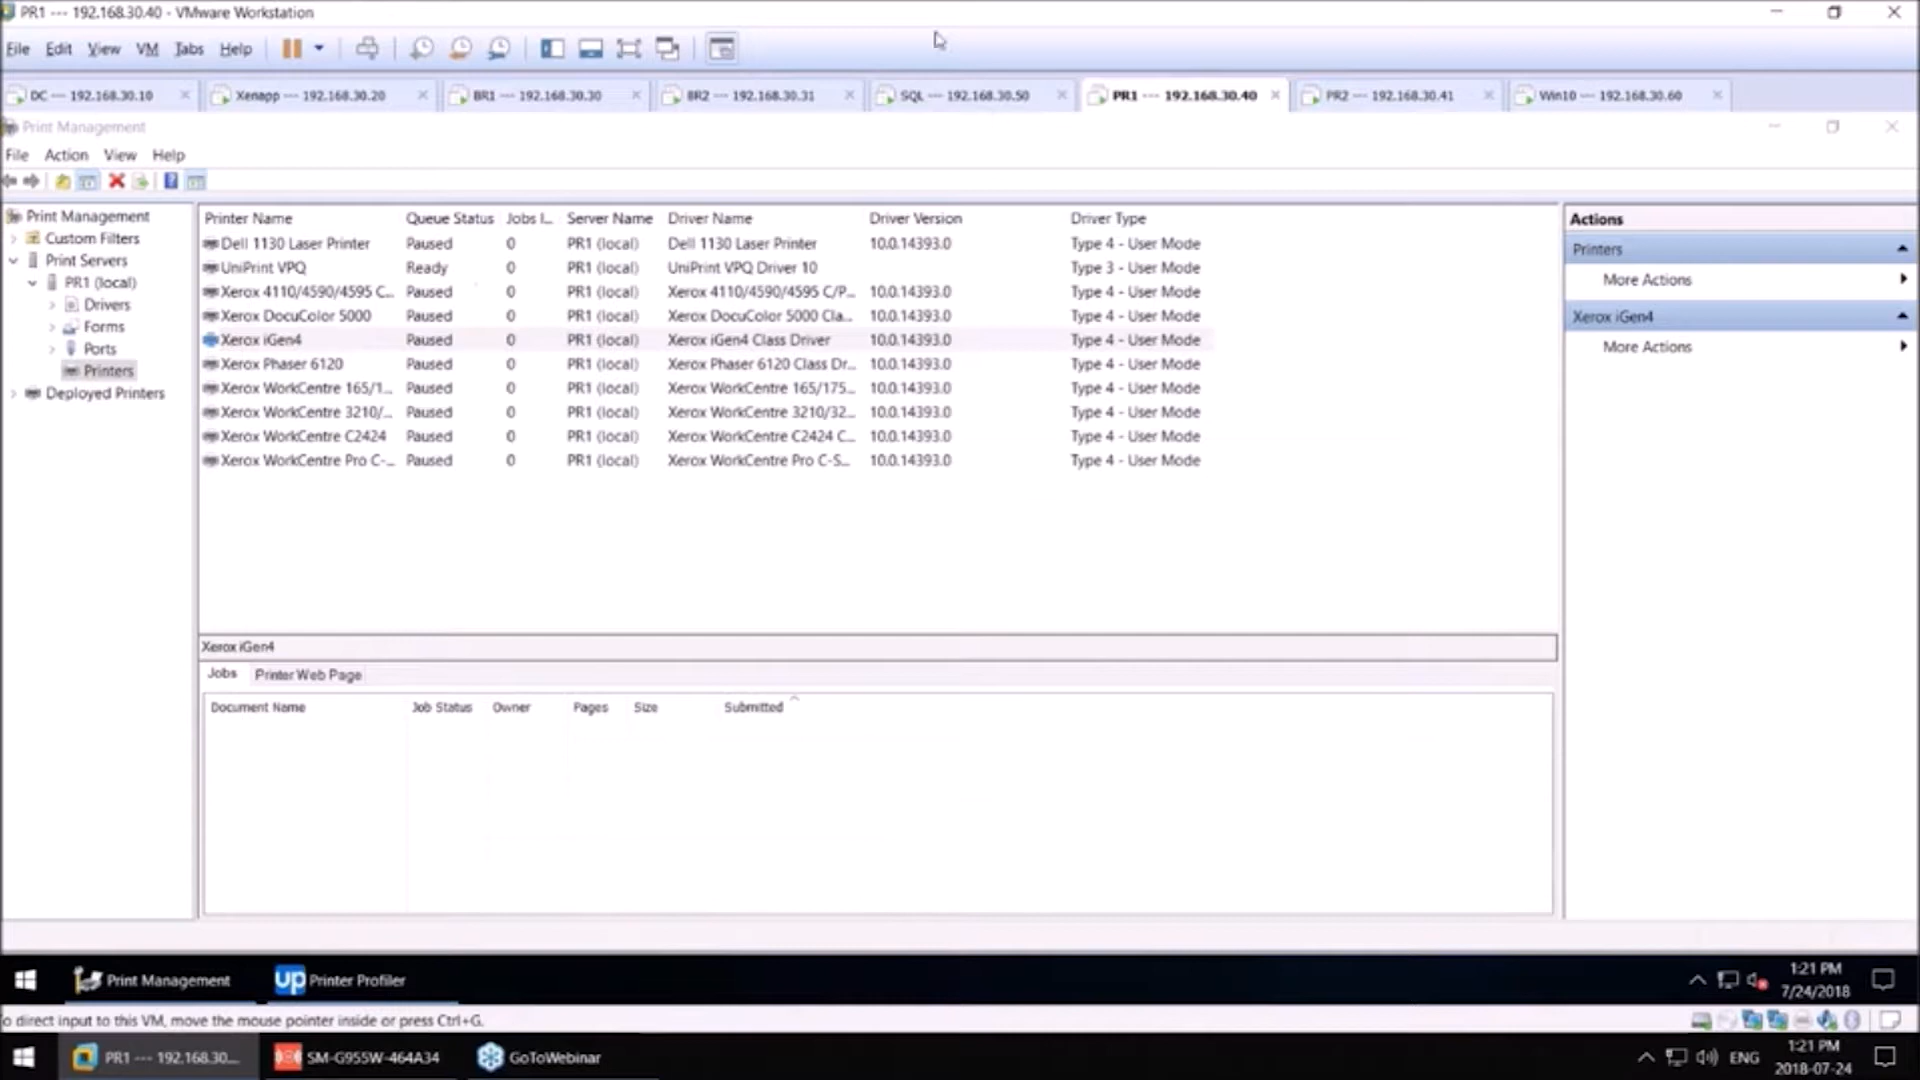 PR1 --- 192.168.30.40 - VMware Workstation
File Edit View VM Tabs Help
DC --- 192.168.30.10
Xenapp --- 192.168.30.20
BR1 --- 192.168.30.30
BR2 --- 192.168.30.31
SQL --- 192.168.30.50
PR1 --- 192.168.30.40
PR2 --- 192.168.30.41
Win10 --- 192.168.30.60
Print Management
File Action View Help
Print Management
Custom Filters
Print Servers
PR1 (local)
Drivers
Forms
Ports
Printers
Deployed Printers
Printer Name Queue Status Jobs I... Server Name Driver Name Driver Version Driver Type
Dell 1130 Laser Printer Paused 0 PR1 (local) Dell 1130 Laser Printer 10.0.14393.0 Type 4 - User Mode
UniPrint VPQ Ready 0 PR1 (local) UniPrint VPQ Driver 10 Type 3 - User Mode
Xerox 4110/4590/4595 C... Paused 0 PR1 (local) Xerox 4110/4590/4595 C/P... 10.0.14393.0 Type 4 - User Mode
Xerox DocuColor 5000 Paused 0 PR1 (local) Xerox DocuColor 5000 Cla... 10.0.14393.0 Type 4 - User Mode
Xerox iGen4 Paused 0 PR1 (local) Xerox iGen4 Class Driver 10.0.14393.0 Type 4 - User Mode
Xerox Phaser 6120 Paused 0 PR1 (local) Xerox Phaser 6120 Class Dr... 10.0.14393.0 Type 4 - User Mode
Xerox WorkCentre 165/1... Paused 0 PR1 (local) Xerox WorkCentre 165/175... 10.0.14393.0 Type 4 - User Mode
Xerox WorkCentre 3210/... Paused 0 PR1 (local) Xerox WorkCentre 3210/32... 10.0.14393.0 Type 4 - User Mode
Xerox WorkCentre C2424 Paused 0 PR1 (local) Xerox WorkCentre C2424 C... 10.0.14393.0 Type 4 - User Mode
Xerox WorkCentre Pro C-... Paused 0 PR1 (local) Xerox WorkCentre Pro C-S... 10.0.14393.0 Type 4 - User Mode
Actions
Printers
More Actions
Xerox iGen4
More Actions
Xerox iGen4
Jobs Printer Web Page
Document Name Job Status Owner Pages Size Submitted
Print Management
up Printer Profiler
1:21 PM
7/24/2018
o direct input to this VM, move the mouse pointer inside or press Ctrl+G.
PR1 --- 192.168.30...
SM-G955W-464A34
GoToWebinar
ENG
1:21 PM
2018-07-24